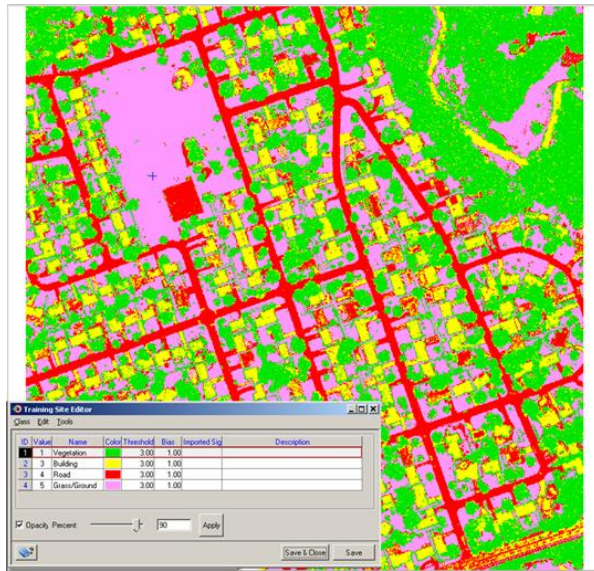 Training Site Editor
Class Edit Tools
ID Value Name Color Threshold Bias Imported Sig Description
1 1 Vegetation 3.00 1.00
2 3 Building 3.00 1.00
3 4 Road 3.00 1.00
4 5 Grass/Ground 3.00 1.00
Opacity Percent: 90 Apply
Save & Close Save